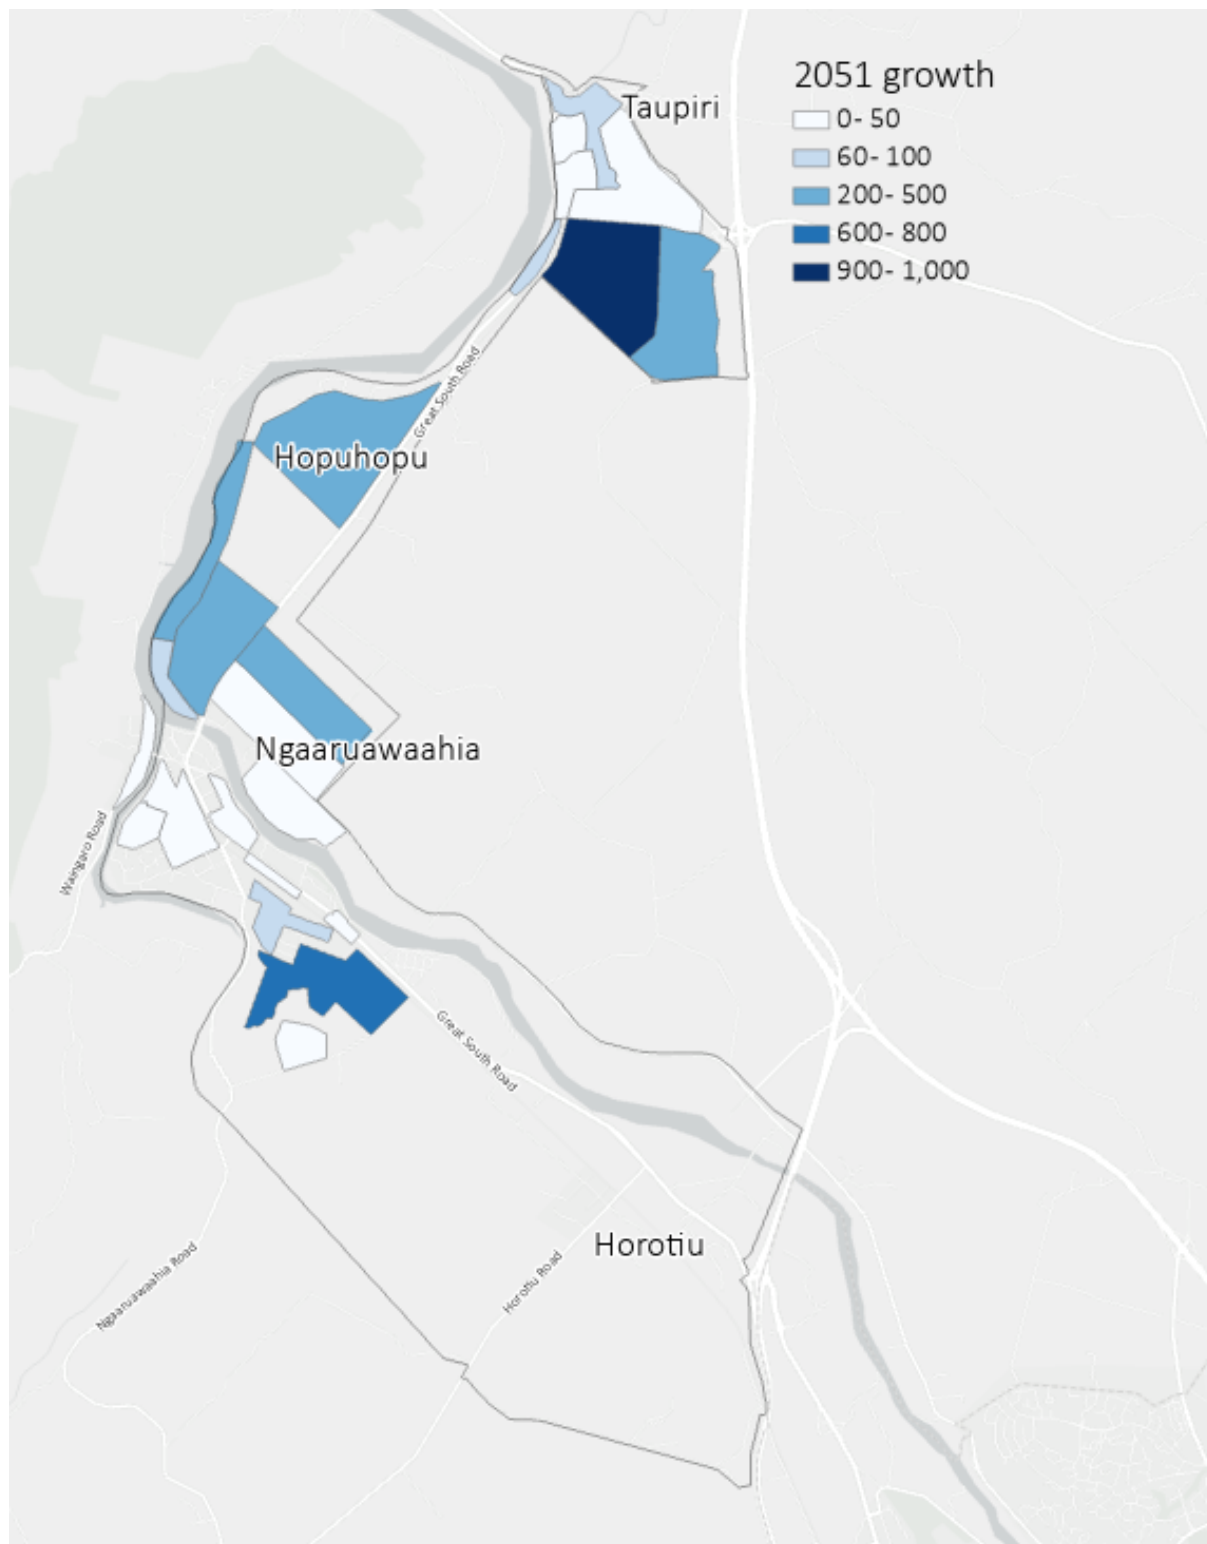 2051 growth
0- 50
60- 100
200- 500
600- 800
900- 1,000
Taupiri
Great South Road
Hopuhopu
Ngaaruawaahia
Waingaro Road
Great South Road
Horotiu
Horotiu Road
Ngaaruawaahia Road